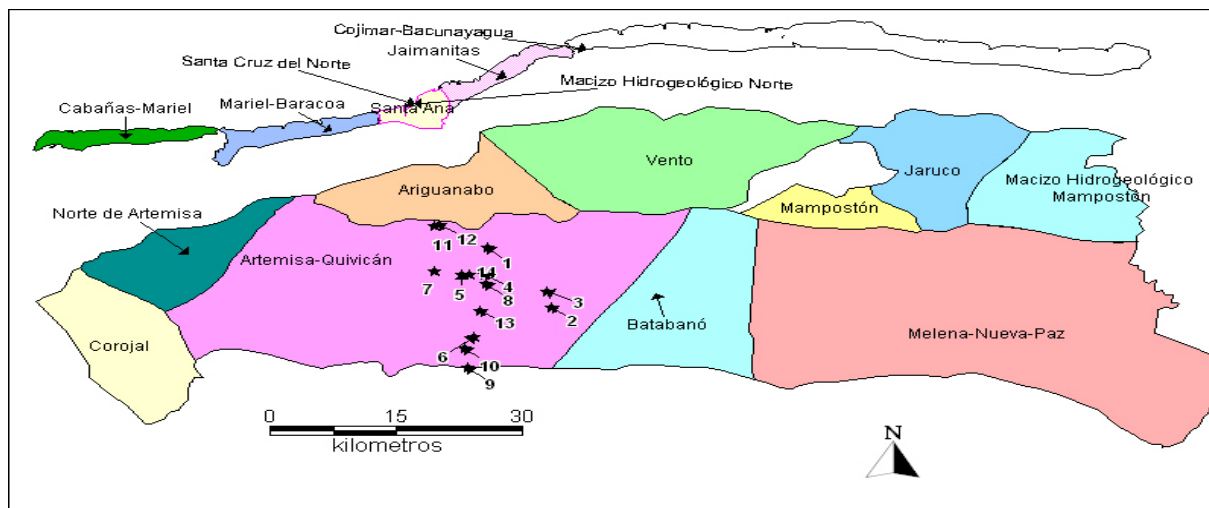 Cojimar-Bacunayagua
Jaimanitas
Santa Cruz del Norte
Macizo Hidrogeológico Norte
Cabañas-Mariel
Mariel-Baracoa
Santa Ana
Vento
Jaruco
Ariguanabo
Macizo Hidrogeológico
Mampostón
Mampostón
Norte de Artemisa
11
12
Artemisa-Quivicán
1
7
5
14
4
8
3
2
13
Batabanó
Melena-Nueva-Paz
Corojal
6
10
9
0
15
30
kilometros
N